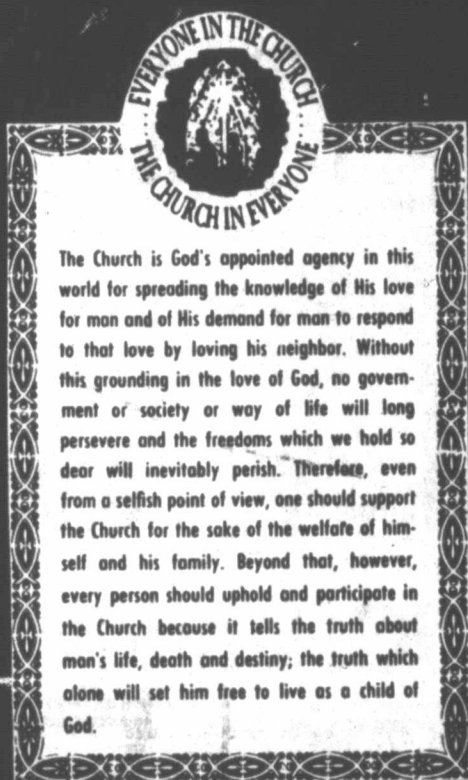 EVERYONE IN THE CHURCH
THE CHURCH IN EVERYONE
The Church is God's appointed agency in this
world for spreading the knowledge of His love
for man and of His demand for man to respond
to that love by loving his neighbor. Without
this grounding in the love of God, no govern-
ment or society or way of life will long
persevere and the freedoms which we hold so
dear will inevitably perish. Therefore, even
from a selfish point of view, one should support
the Church for the sake of the welfare of him-
self and his family. Beyond that, however,
every person should uphold and participate in
the Church because it tells the truth about
man's life, death and destiny; the truth which
alone will set him free to live as a child of
God.